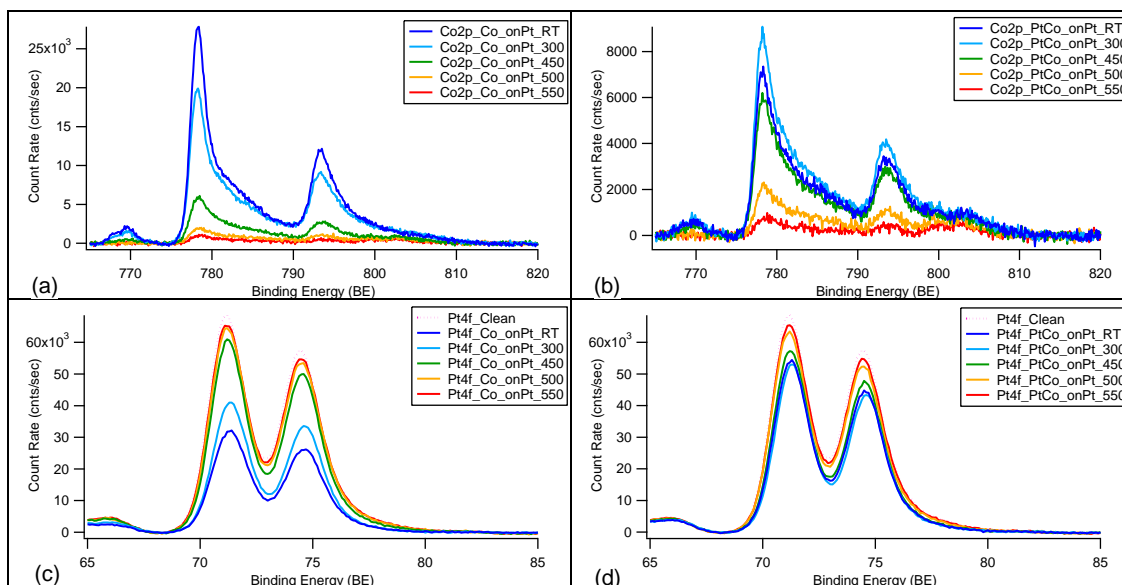 Co2p_Co_onPt_RT
Co2p_Co_onPt_300
Co2p_Co_onPt_450
Co2p_Co_onPt_500
Co2p_Co_onPt_550
25x10³
20
15
10
5
0
Count Rate (cnts/sec)
770 780 790 800 810 820
Binding Energy (BE)
(a)
Co2p_PtCo_onPt_RT
Co2p_PtCo_onPt_300
Co2p_PtCo_onPt_450
Co2p_PtCo_onPt_500
Co2p_PtCo_onPt_550
8000
6000
4000
2000
0
Count Rate (cnts/sec)
770 780 790 800 810 820
Binding Energy (BE)
(b)
Pt4f_Clean
Pt4f_Co_onPt_RT
Pt4f_Co_onPt_300
Pt4f_Co_onPt_450
Pt4f_Co_onPt_500
Pt4f_Co_onPt_550
60x10³
50
40
30
20
10
0
Count Rate (cnts/sec)
65 70 75 80 85
Binding Energy (BE)
(c)
Pt4f_Clean
Pt4f_PtCo_onPt_RT
Pt4f_PtCo_onPt_300
Pt4f_PtCo_onPt_450
Pt4f_PtCo_onPt_500
Pt4f_PtCo_onPt_550
60x10³
50
40
30
20
10
0
Count Rate (cnts/sec)
65 70 75 80 85
Binding Energy (BE)
(d)